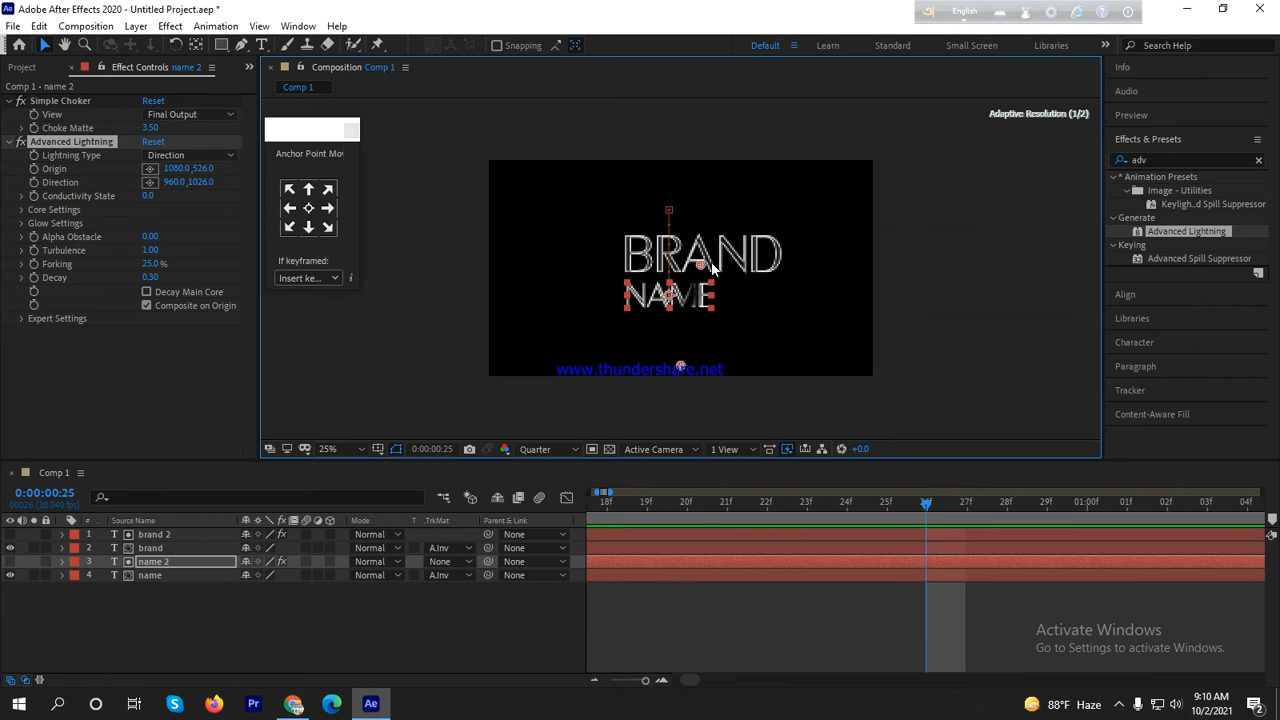 Adobe After Effects 2020 - Untitled Project.aep *
English
File Edit Composition Layer Effect Animation View Window Help
Snapping
Default Learn Standard Small Screen Libraries Search Help
Project Effect Controls name 2
Composition Comp 1
Info
Comp 1 - name 2
Comp 1
Audio
Simple Choker Reset
View Final Output
Preview
Adaptive Resolution (1/2)
Choke Matte 3.50
Effects & Presets
Advanced Lightning Reset
Lightning Type Direction
Anchor Point Mov
adv
Origin 1080.0,526.0
* Animation Presets
Direction 960.0,1026.0
Image - Utilities
Conductivity State 0.0
Keyligh...d Spill Suppressor
Core Settings
Generate
Glow Settings
Advanced Lightning
Alpha Obstacle 0.00
Keying
Turbulence 1.00
Advanced Spill Suppressor
Forking 25.0 %
If keyframed:
Decay 0.30
Insert ke...
Decay Main Core
Composite on Origin
Expert Settings
BRAND
NAME
www.thundershare.net
Align
Libraries
Character
Paragraph
Tracker
Content-Aware Fill
25% 0:00:00:25 Quarter Active Camera 1 View +0.0
Comp 1
0:00:00:25
00026 (30.040 fps)
18f 19f 20f 21f 22f 23f 24f 25f 26f 27f 28f 29f 01:00f 01f 02f 03f 04f
# Source Name Mode T .TrkMat Parent & Link
1 T brand 2 Normal None
2 T brand Normal A.Inv None
3 T name 2 Normal None None
4 T name Normal A.Inv None
Activate Windows
Go to Settings to activate Windows.
88°F Haze
9:10 AM
10/2/2021